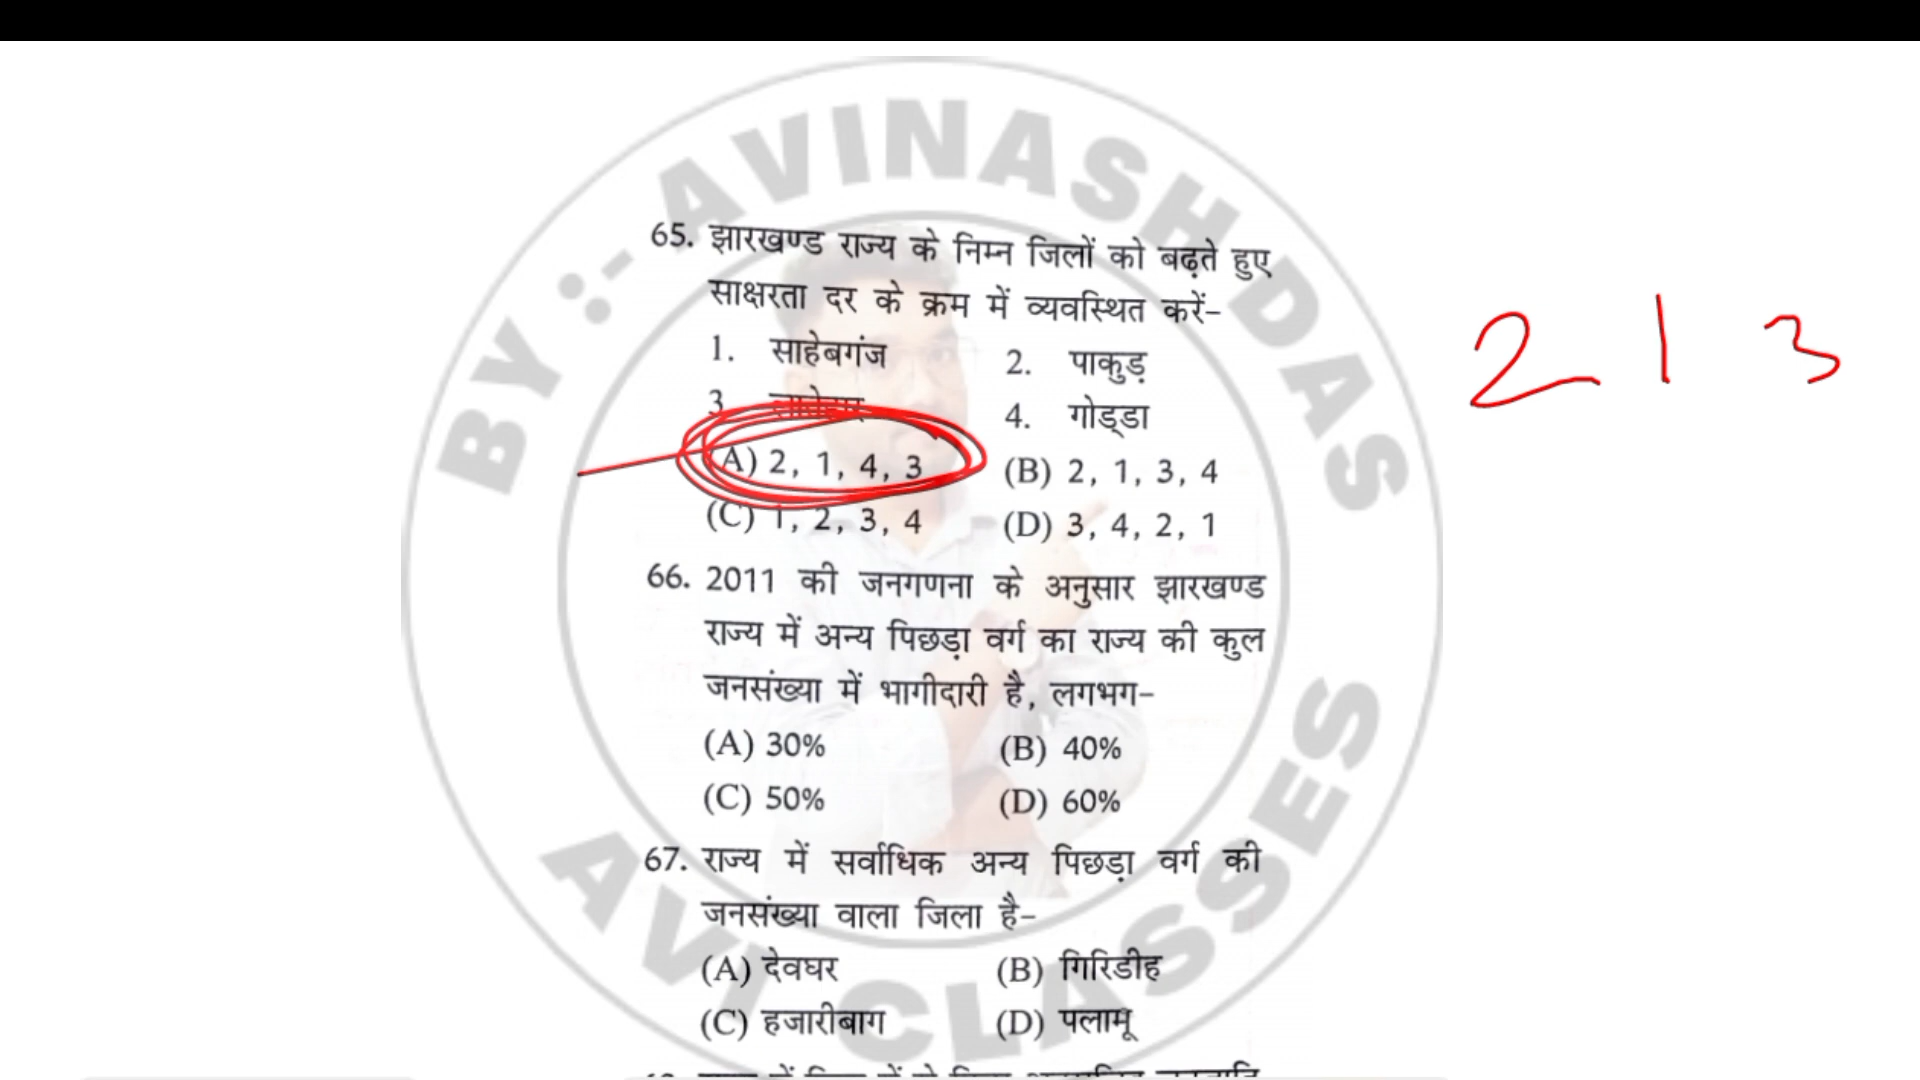 BY :- AVINASH DAS
65. झारखण्ड राज्य के निम्न जिलों को बढ़ते हुए
साक्षरता दर के क्रम में व्यवस्थित करें-
1. साहेबगंज 2. पाकुड़
3 4. गोड्डा
2 1 3
(A) 2, 1, 4, 3 (B) 2, 1, 3, 4
(C) 1, 2, 3, 4 (D) 3, 4, 2, 1
66. 2011 की जनगणना के अनुसार झारखण्ड
राज्य में अन्य पिछड़ा वर्ग का राज्य की कुल
जनसंख्या में भागीदारी है, लगभग-
(A) 30% (B) 40%
(C) 50% (D) 60%
67. राज्य में सर्वाधिक अन्य पिछड़ा वर्ग की
जनसंख्या वाला जिला है-
(A) देवघर (B) गिरिडीह
(C) हजारीबाग (D) पलामू
AVI CLASSES